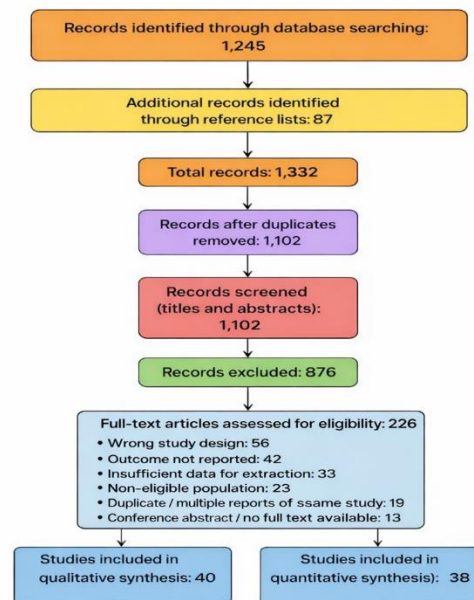 Records identified through database searching:
1,245
Additional records identified
through reference lists: 87
Total records: 1,332
Records after duplicates
removed: 1,102
Records screened
(titles and abstracts):
1,102
Records excluded: 876
Full-text articles assessed for eligibility: 226
• Wrong study design: 56
• Outcome not reported: 42
• Insufficient data for extraction: 33
• Non-eligible population: 23
• Duplicate / multiple reports of ssame study: 19
• Conference abstract / no full text available: 13
Studies included in
qualitative synthesis: 40
Studies included in
quantitative synthesis): 38